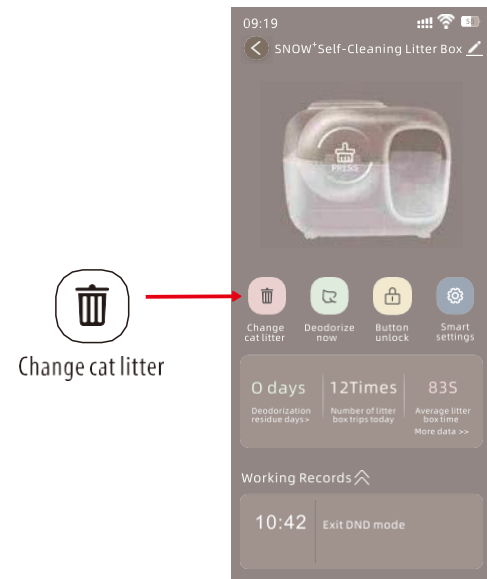 09:19
SNOW⁺Self-Cleaning Litter Box
PRESS
Change cat litter
Change
cat litter
Deodorize
now
Button
unlock
Smart
settings
0 days
Deodorization
residue days>
12Times
Number of litter
box trips today
83S
Average litter
box time
More data >>
Working Records
10:42
Exit DND mode